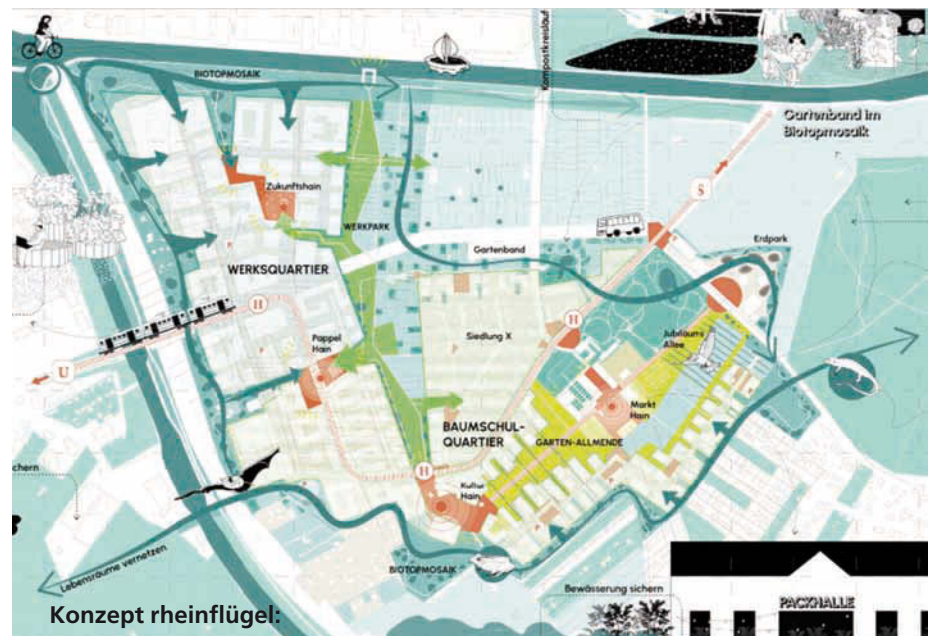 BIOTOPMOSAIK
Kompostkreislauf
Gartenband im
Biotopmosaik
Zukunftshain
S
WERKPARK
Gartenband
Erdpark
WERKSQUARTIER
H
H
Siedlung X
Jubiläums
Allee
Pappel
Hain
U
Markt
Hain
BAUMSCHUL-
QUARTIER
GARTEN-ALLMENDE
H
Kultur
Hain
Lebensräume vernetzen
BIOTOPMOSAIK
Bewässerung sichern
PACKHALLE
Konzept rheinflügel: